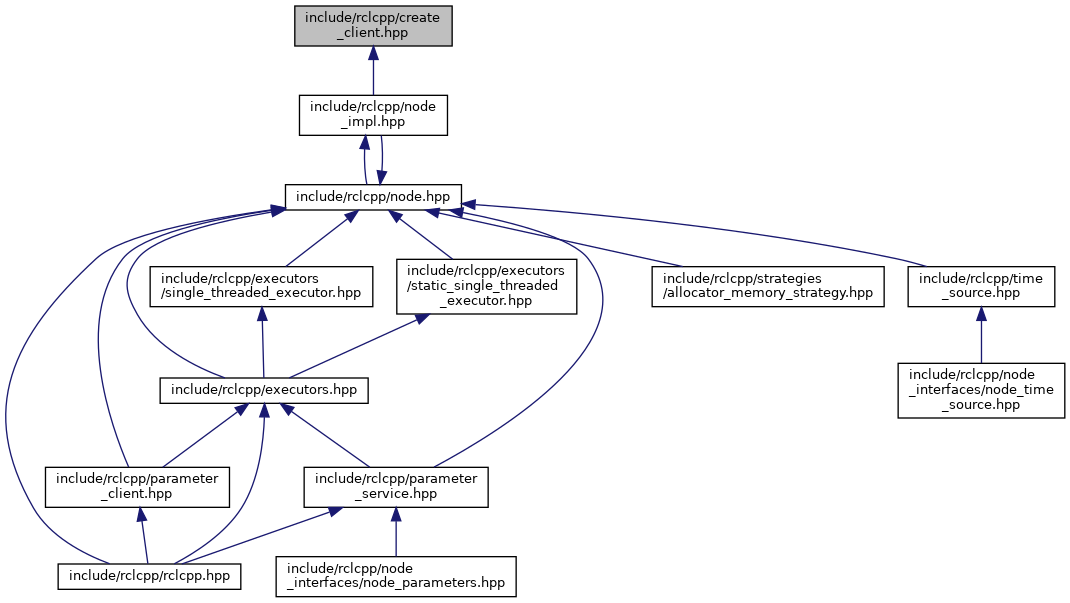 include/rclcpp/create
_client.hpp
include/rclcpp/node
_impl.hpp
include/rclcpp/node.hpp
include/rclcpp/executors
/single_threaded_executor.hpp
include/rclcpp/executors
/static_single_threaded
_executor.hpp
include/rclcpp/strategies
/allocator_memory_strategy.hpp
include/rclcpp/time
_source.hpp
include/rclcpp/executors.hpp
include/rclcpp/node
_interfaces/node_time
_source.hpp
include/rclcpp/parameter
_client.hpp
include/rclcpp/parameter
_service.hpp
include/rclcpp/rclcpp.hpp
include/rclcpp/node
_interfaces/node_parameters.hpp